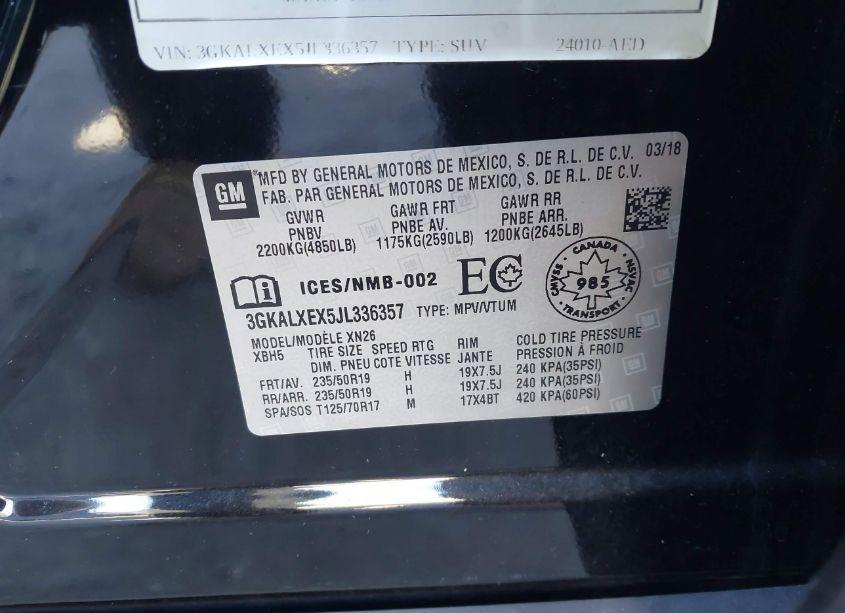 VIN: 3GKALXEX5JL336357 TYPE: SUV 24010-AED
GM
*MFD BY GENERAL MOTORS DE MEXICO, S. DE R.L. DE C.V. 03/18
FAB. PAR GENERAL MOTORS DE MEXICO, S. DE R.L. DE C.V.
GVWR GAWR FRT GAWR RR
PNBV PNBE AV. PNBE ARR.
2200KG(4850LB) 1175KG(2590LB) 1200KG(2645LB)
i ICES/NMB-002 EC
CANADA
CMVSS 985 NSVAC
TRANSPORT
3GKALXEX5JL336357 TYPE: MPV/VTUM
MODEL/MODÈLE XN26
XBH5 TIRE SIZE SPEED RTG RIM COLD TIRE PRESSURE
DIM. PNEU COTE VITESSE JANTE PRESSION À FROID
FRT/AV. 235/50R19 H 19X7.5J 240 KPA(35PSI)
RR/ARR. 235/50R19 H 19X7.5J 240 KPA(35PSI)
SPA/SOS T125/70R17 M 17X4BT 420 KPA(60PSI)